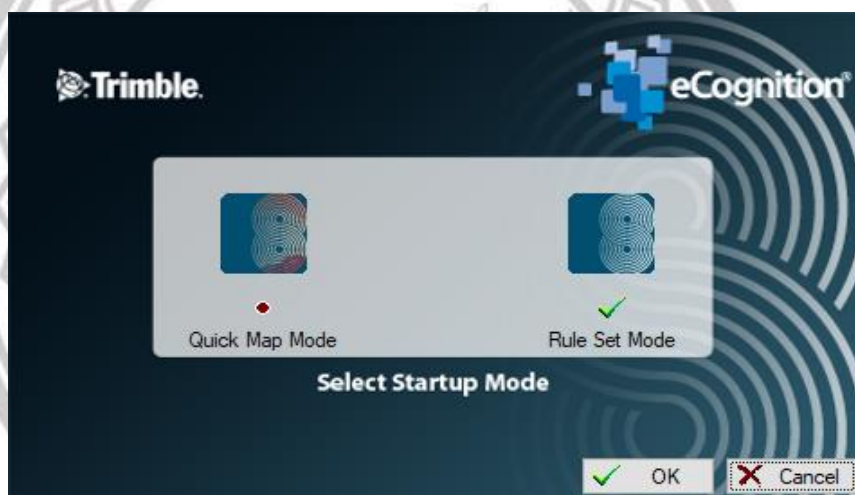 Trimble.
eCognition®
Quick Map Mode
Rule Set Mode
Select Startup Mode
OK
Cancel